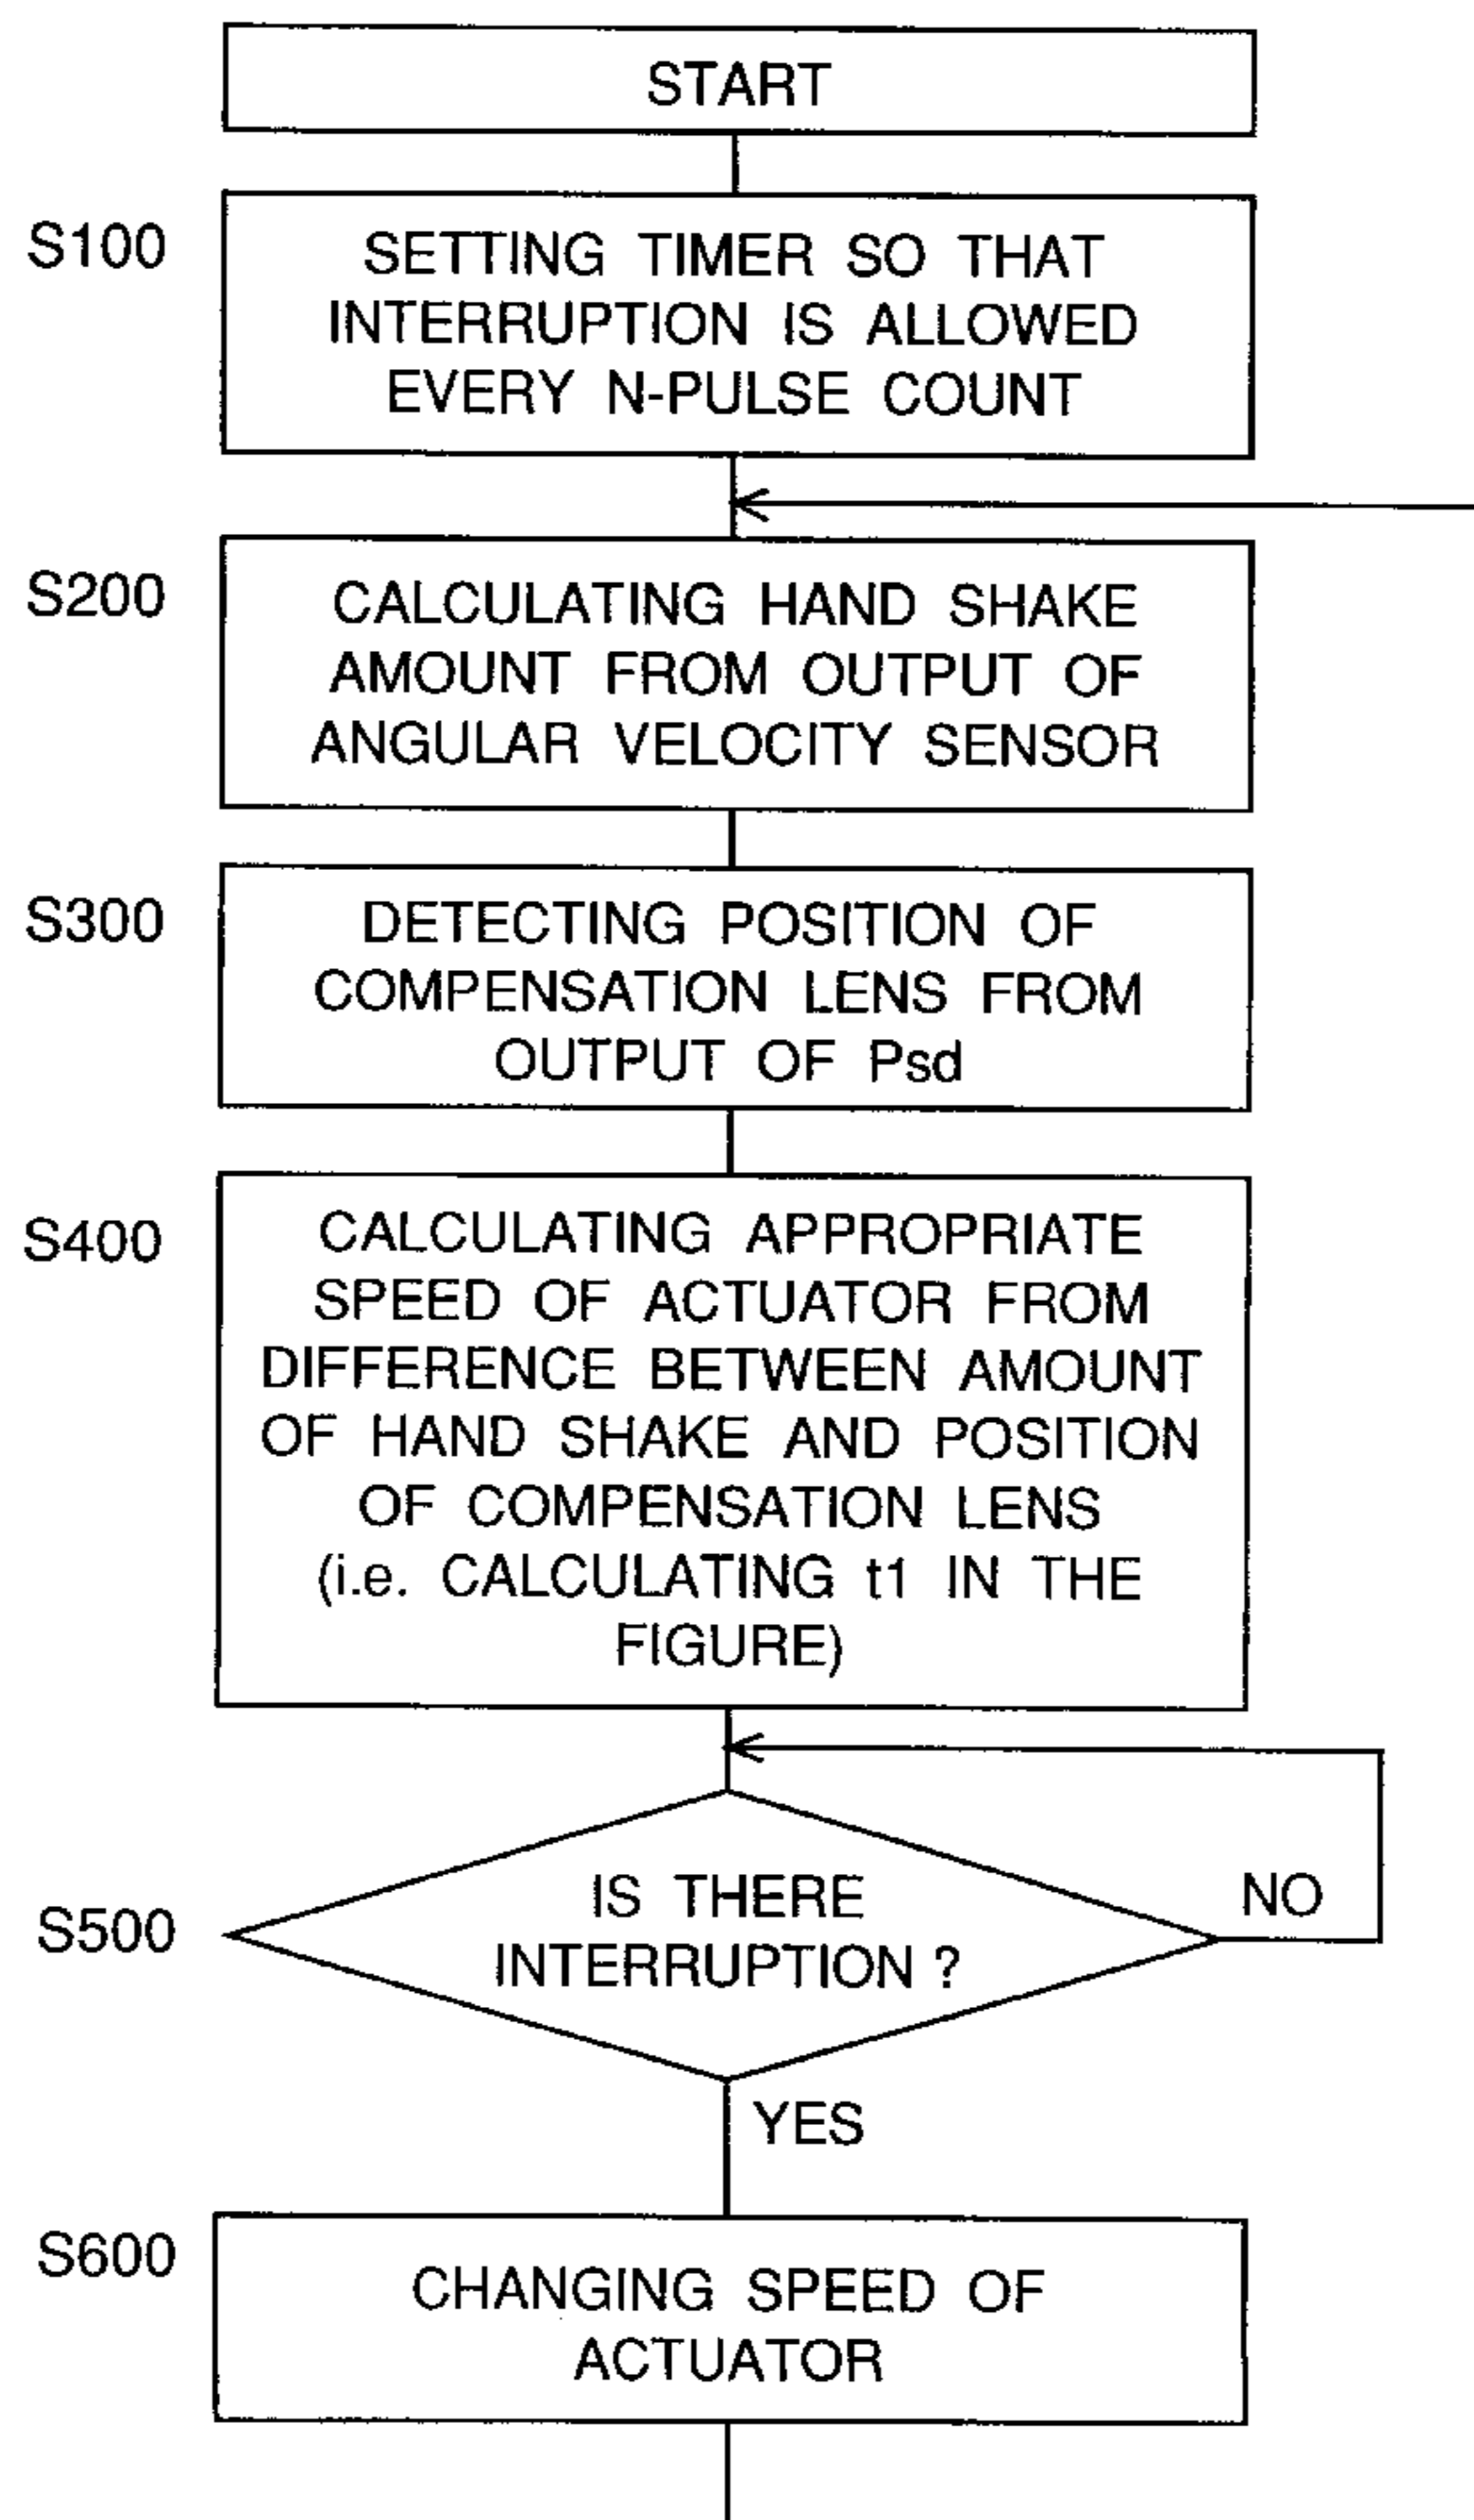 START
S100
SETTING TIMER SO THAT
INTERRUPTION IS ALLOWED
EVERY N-PULSE COUNT
S200
CALCULATING HAND SHAKE
AMOUNT FROM OUTPUT OF
ANGULAR VELOCITY SENSOR
S300
DETECTING POSITION OF
COMPENSATION LENS FROM
OUTPUT OF Psd
S400
CALCULATING APPROPRIATE
SPEED OF ACTUATOR FROM
DIFFERENCE BETWEEN AMOUNT
OF HAND SHAKE AND POSITION
OF COMPENSATION LENS
(i.e. CALCULATING t1 IN THE
FIGURE)
S500
IS THERE
INTERRUPTION ?
NO
YES
S600
CHANGING SPEED OF
ACTUATOR